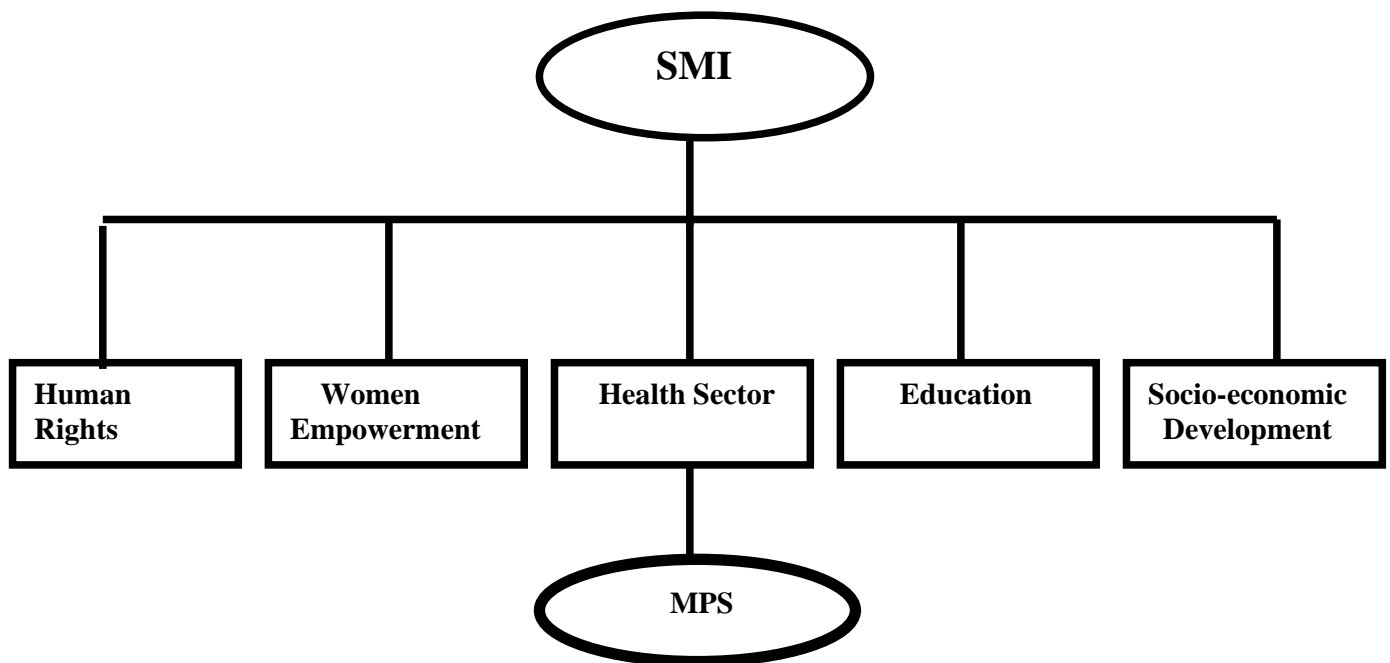 SMI
Human
Rights
Women
Empowerment
Health Sector
Education
Socio-economic
Development
MPS